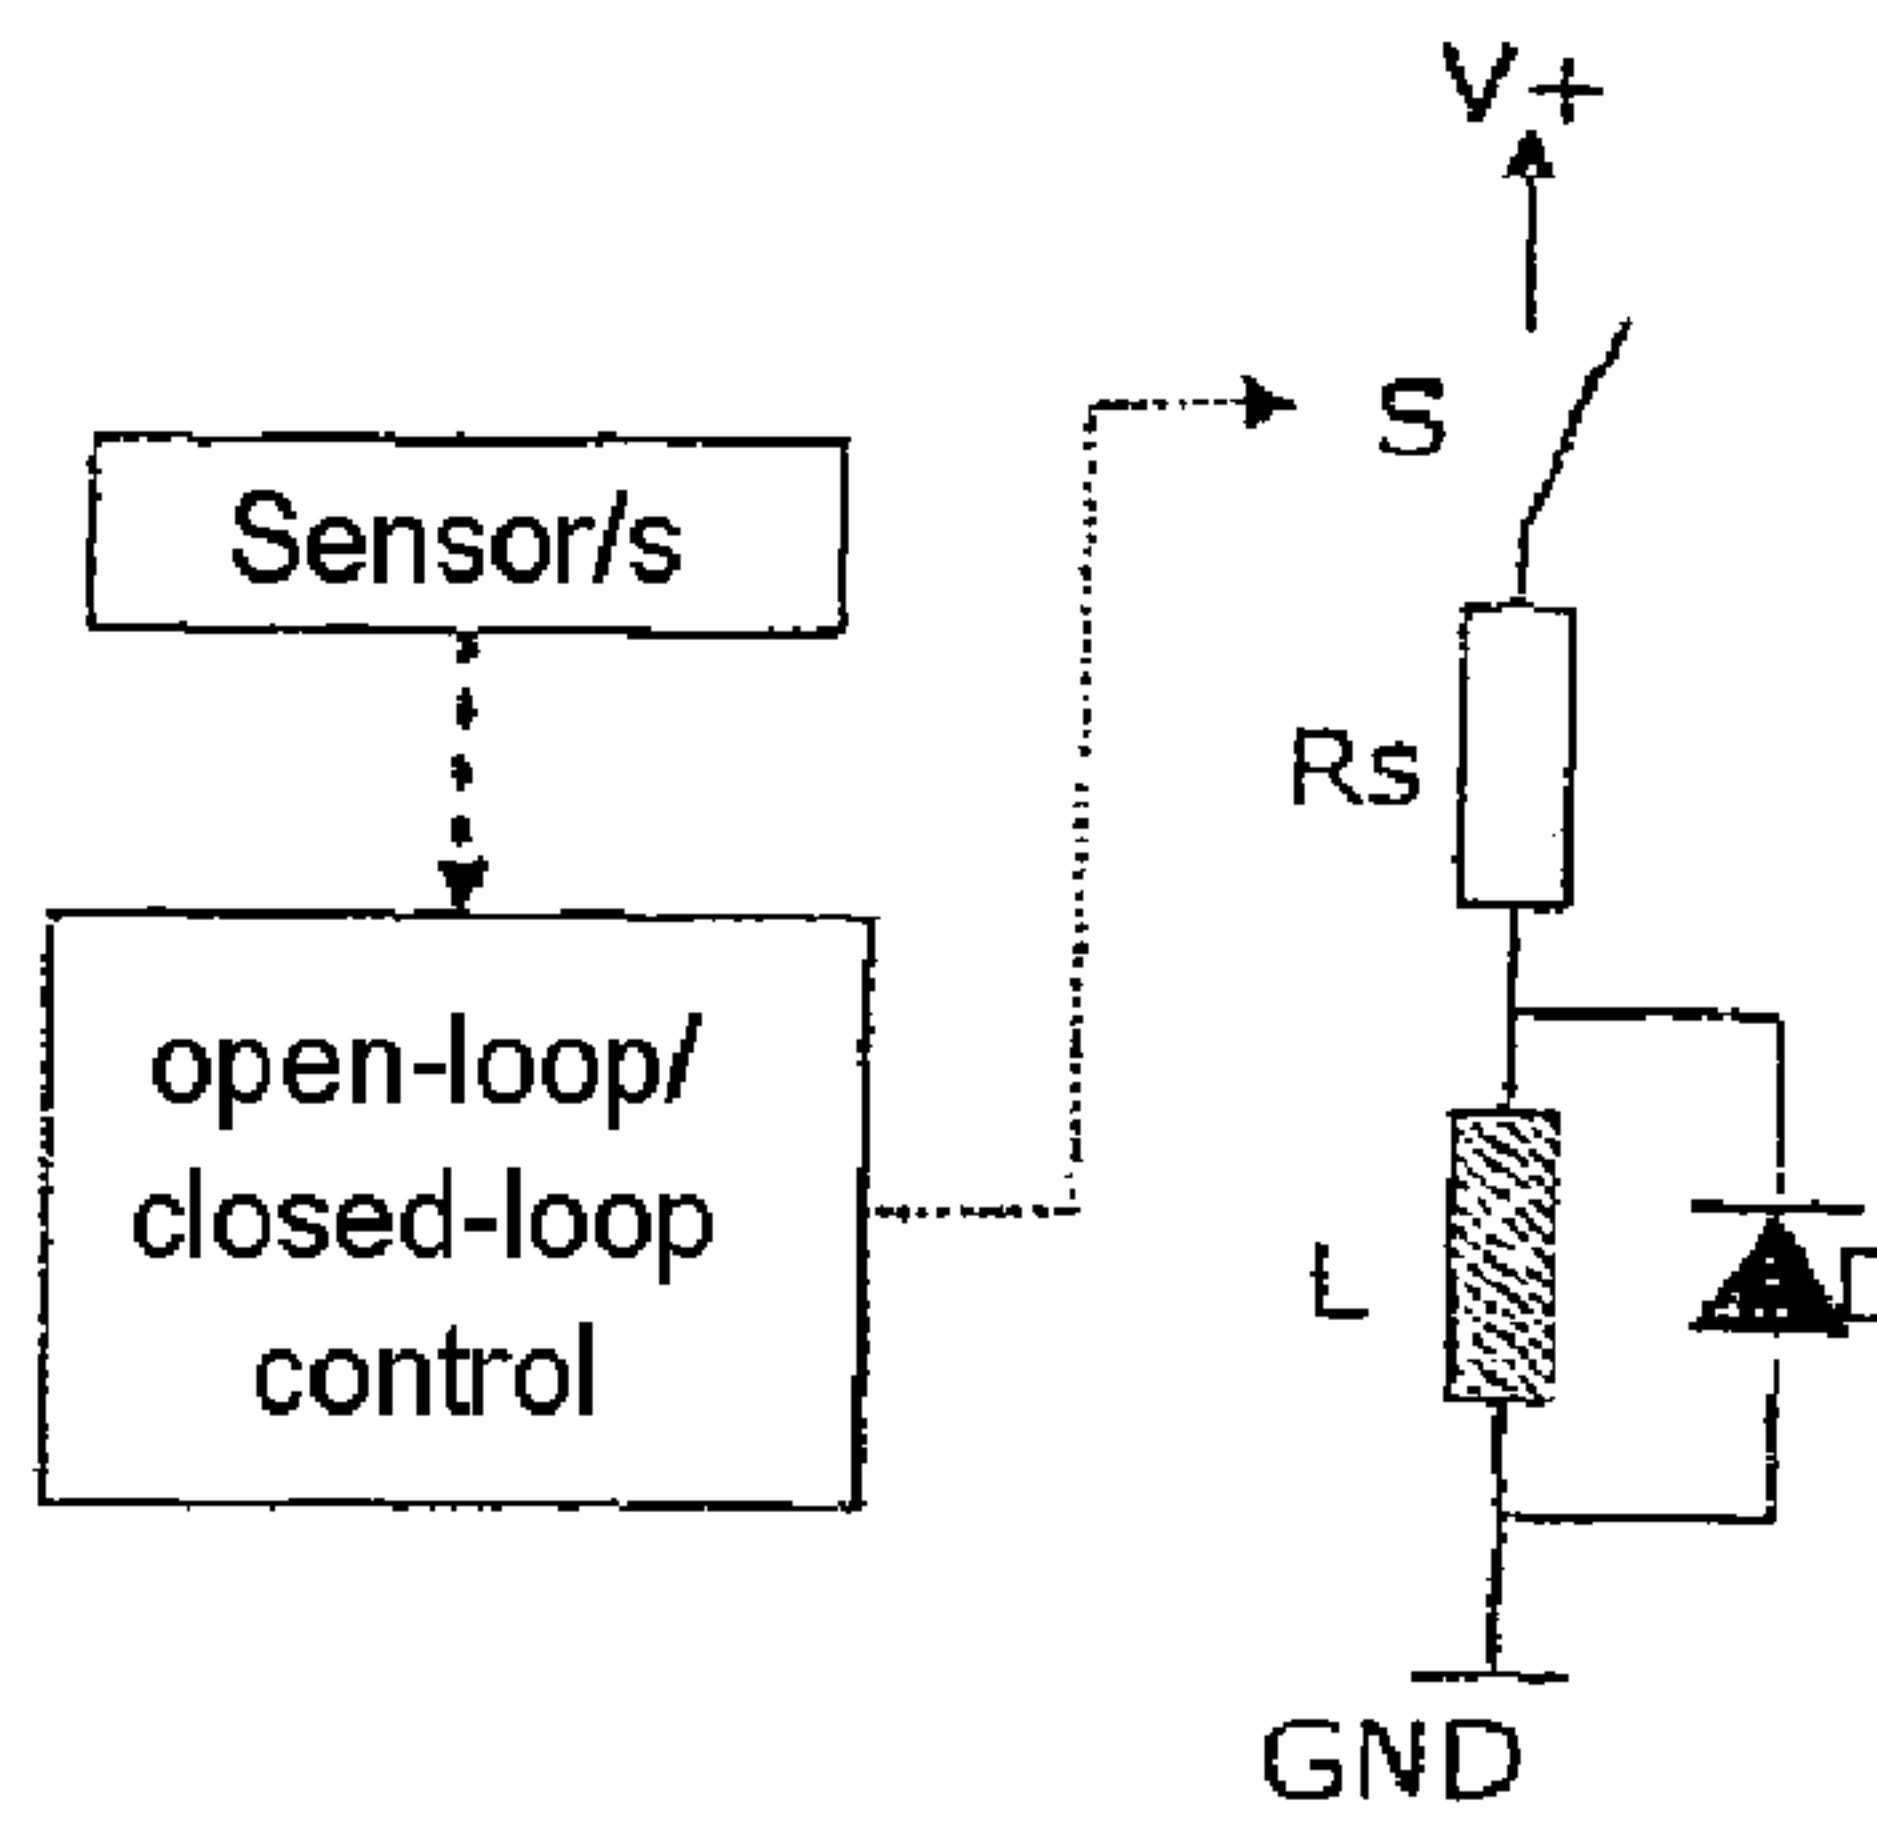 V+
S
Sensor/s
Rs
open-loop/
closed-loop
control
L
GND